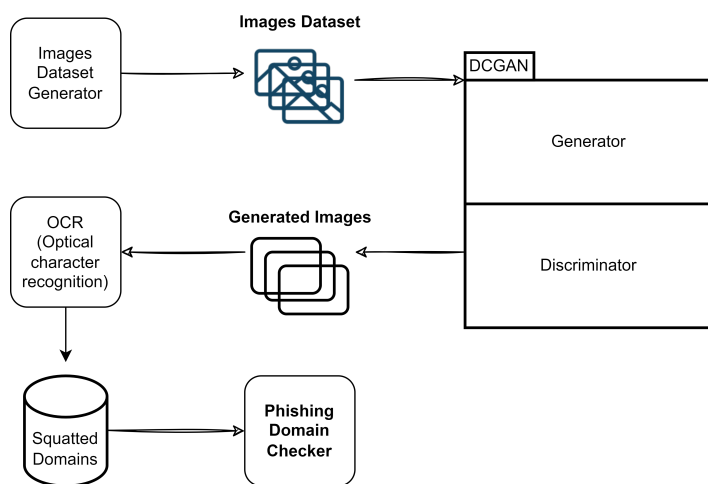 Images Dataset
Images
Dataset
Generator
DCGAN
Generator
Generated Images
OCR
(Optical
character
recognition)
Discriminator
Squatted
Domains
Phishing
Domain
Checker